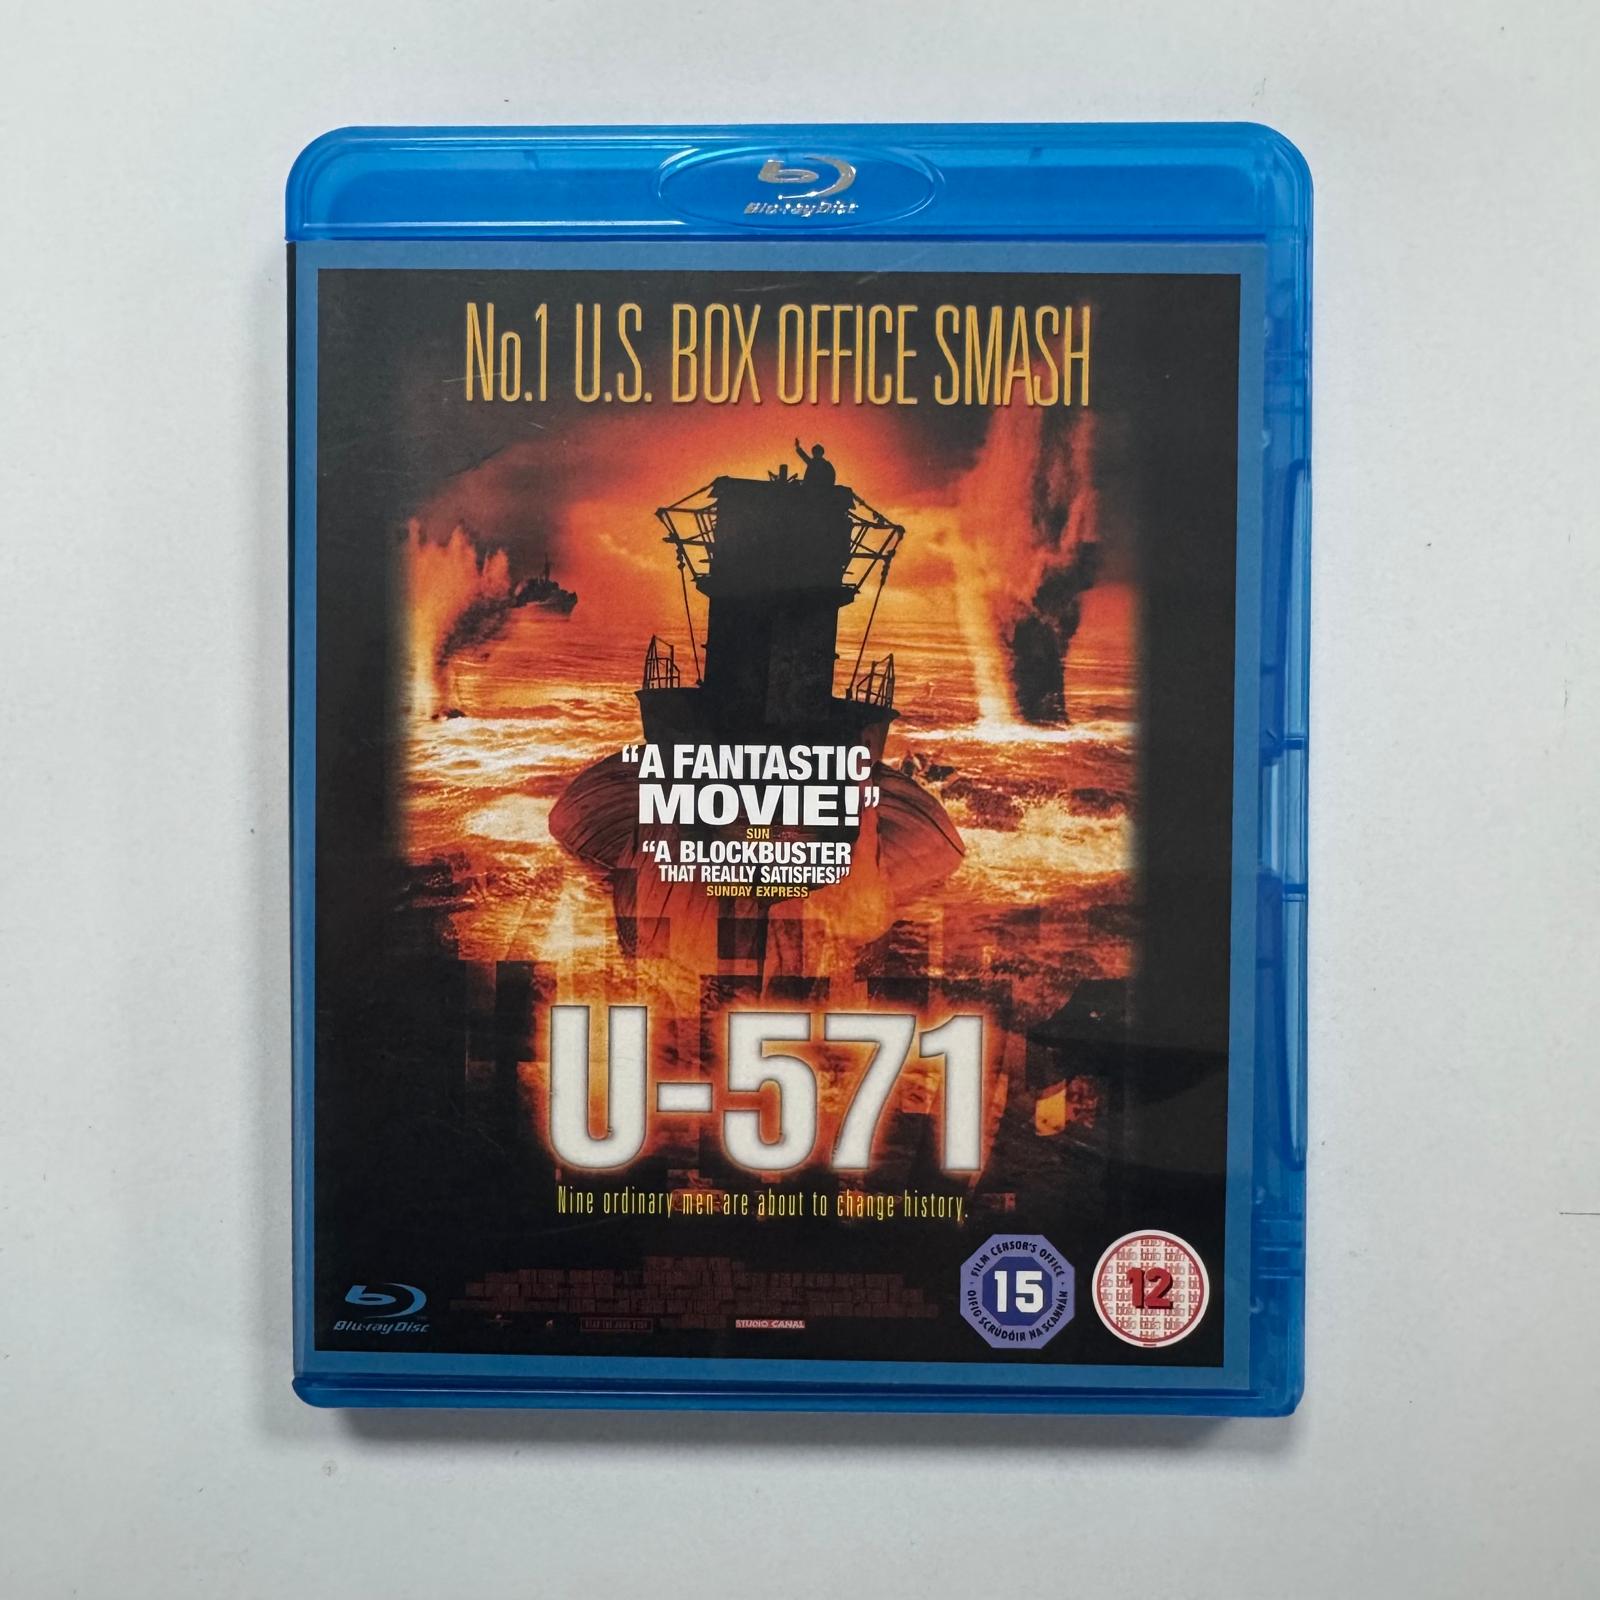 Blu-ray Disc
No.1 U.S. BOX OFFICE SMASH
“A FANTASTIC
MOVIE!”
SUN
“A BLOCKBUSTER
THAT REALLY SATISFIES!”
SUNDAY EXPRESS
U-571
Nine ordinary men are about to change history.
Blu-ray Disc
STUDIO CANAL
FILM CENSOR'S OFFICE
15
OIFIG SCRÚDÓIR NA SCANNÁN
12